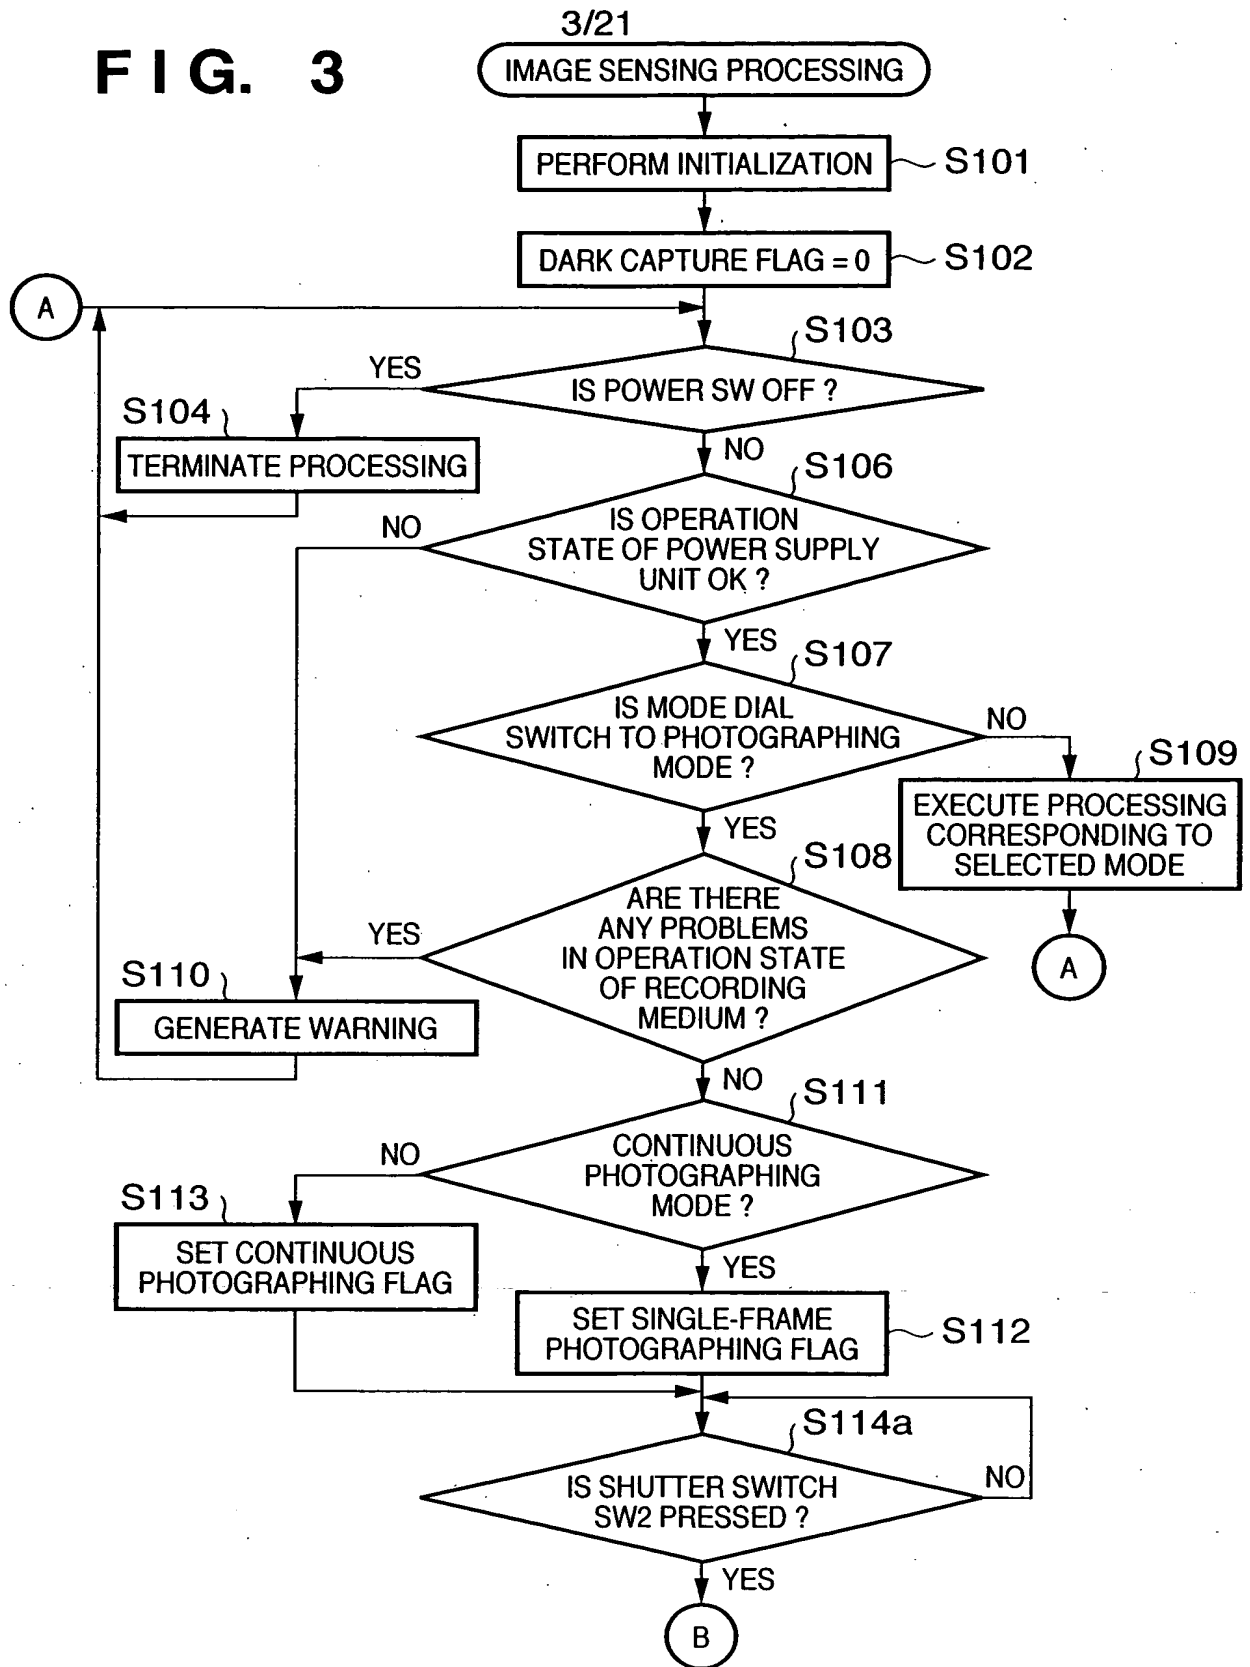 3/21
FIG. 3
IMAGE SENSING PROCESSING
PERFORM INITIALIZATION
S101
DARK CAPTURE FLAG = 0
S102
A
S103
YES
IS POWER SW OFF ?
S104
TERMINATE PROCESSING
NO
S106
NO
IS OPERATION
STATE OF POWER SUPPLY
UNIT OK ?
YES
S107
IS MODE DIAL
SWITCH TO PHOTOGRAPHING
MODE ?
NO
S109
EXECUTE PROCESSING
CORRESPONDING TO
SELECTED MODE
A
YES
S108
ARE THERE
ANY PROBLEMS
IN OPERATION STATE
OF RECORDING
MEDIUM ?
YES
S110
GENERATE WARNING
NO
S111
CONTINUOUS
PHOTOGRAPHING
MODE ?
NO
S113
SET CONTINUOUS
PHOTOGRAPHING FLAG
YES
SET SINGLE-FRAME
PHOTOGRAPHING FLAG
S112
S114a
IS SHUTTER SWITCH
SW2 PRESSED ?
NO
YES
B